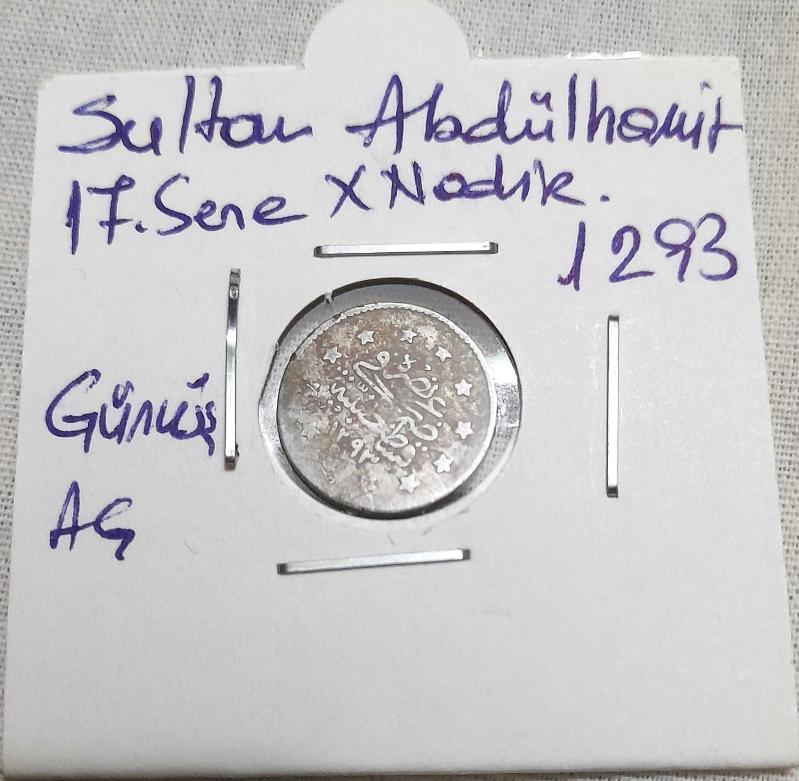 Sultan Abdülhamit
17. Sene X Nadir.
1293
Gümüş
AG